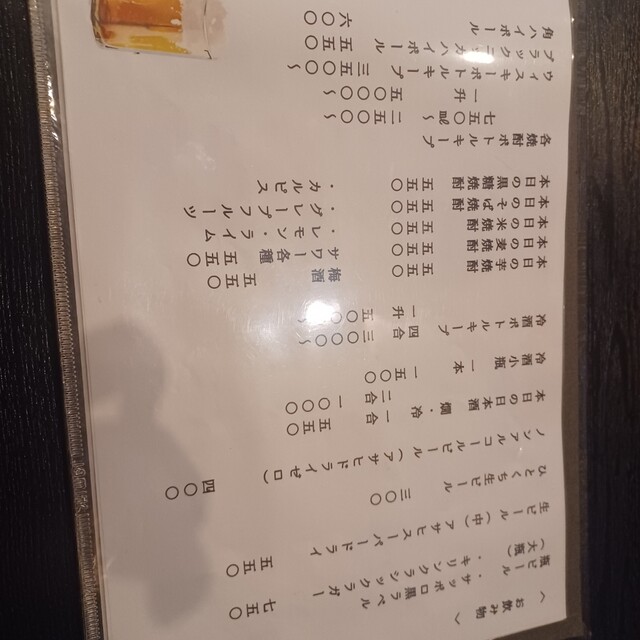 〈お飲み物〉
瓶ビール ・サッポロ黒ラベル 七五〇
(大瓶) ・キリンクラシックラガー
生ビール(中)アサヒスーパードライ 五五〇
ひとくち生ビール 三〇〇
ノンアルコールビール(アサヒドライゼロ) 四〇〇
本日の日本酒 燗・冷 一合 五五〇
二合 一〇〇〇
冷酒小瓶 一本 一五〇〇
冷酒ボトルキープ 四合 三〇〇〇~
一升 五〇〇〇~
本日の芋焼酎 五五〇
本日の麦焼酎 五五〇
本日の米焼酎 五五〇
本日のそば焼酎 五五〇
本日の黒糖焼酎 五五〇
梅酒 五五〇
サワー各種 五五〇
・レモン・ライム
・グレープフルーツ
・カルピス
各焼酎ボトルキープ
七五〇㎖~ 二五〇〇~
一升 五〇〇〇~
ウィスキーボトルキープ 三五〇〇~
ブラックニッカハイボール 五五〇
角ハイボール 六〇〇